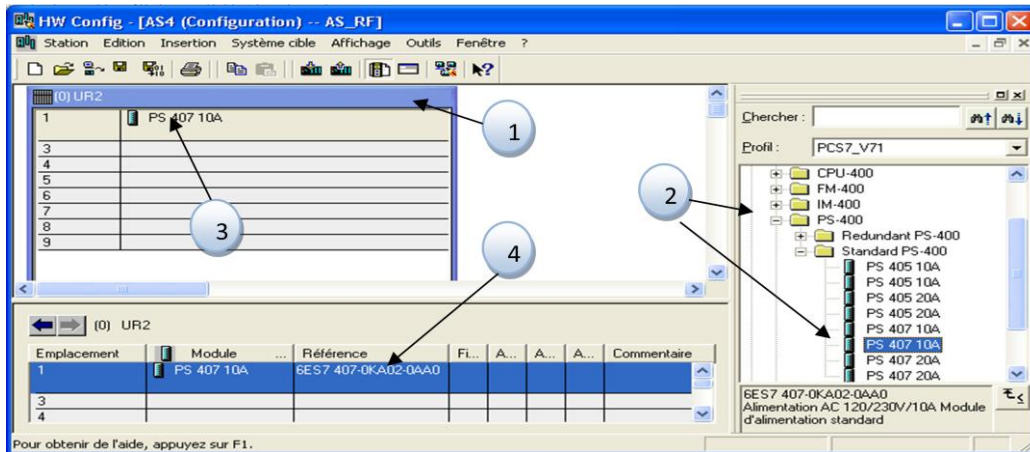 HW Config - [AS4 (Configuration) -- AS_RF]
Station Edition Insertion Système cible Affichage Outils Fenêtre ?
(0) UR2
1 PS 407 10A
3
4
5
6
7
8
9
1
2
3
4
Chercher :
Profil : PCS7_V71
CPU-400
FM-400
IM-400
PS-400
Redundant PS-400
Standard PS-400
PS 405 10A
PS 405 10A
PS 405 20A
PS 405 20A
PS 407 10A
PS 407 10A
PS 407 20A
PS 407 20A
6ES7 407-0KA02-0AA0
Alimentation AC 120/230V/10A Module
d'alimentation standard
(0) UR2
Emplacement Module ... Référence Fi... A... A... A... Commentaire
1 PS 407 10A 6ES7 407-0KA02-0AA0
3
4
Pour obtenir de l'aide, appuyez sur F1.